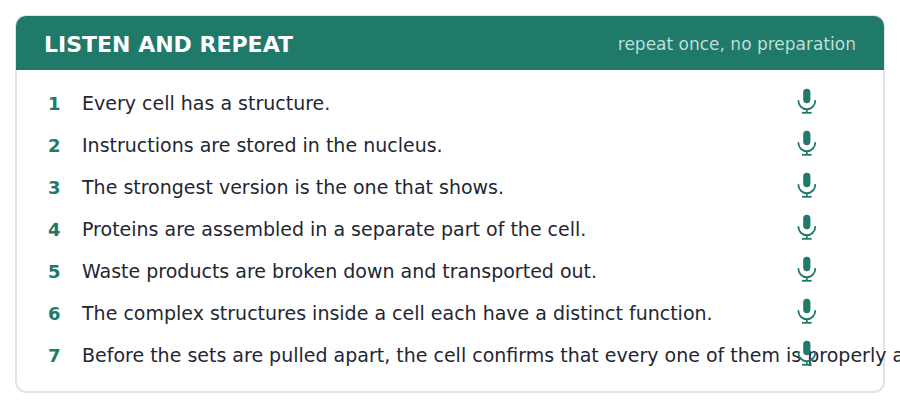 LISTEN AND REPEAT repeat once, no preparation
1 Every cell has a structure.
2 Instructions are stored in the nucleus.
3 The strongest version is the one that shows.
4 Proteins are assembled in a separate part of the cell.
5 Waste products are broken down and transported out.
6 The complex structures inside a cell each have a distinct function.
7 Before the sets are pulled apart, the cell confirms that every one of them is properly